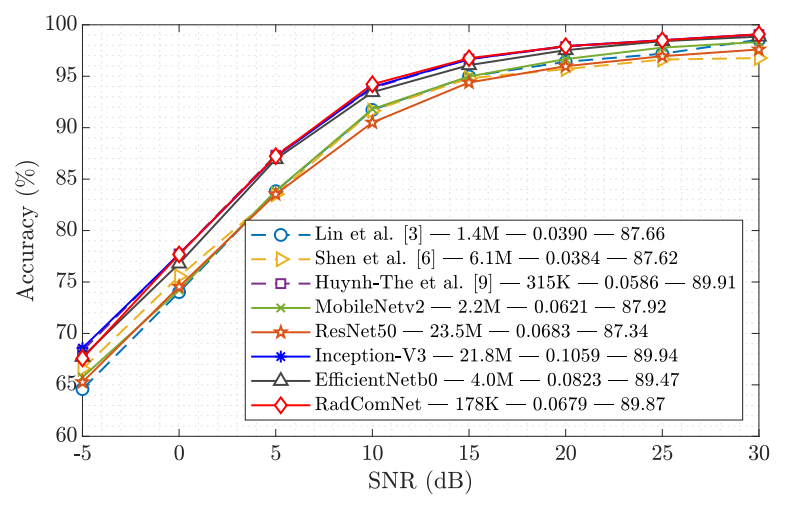 100
95
90
85
80
75
70
65
60
Accuracy (%)
Lin et al. [3] — 1.4M — 0.0390 — 87.66
Shen et al. [6] — 6.1M — 0.0384 — 87.62
Huynh-The et al. [9] — 315K — 0.0586 — 89.91
MobileNetv2 — 2.2M — 0.0621 — 87.92
ResNet50 — 23.5M — 0.0683 — 87.34
Inception-V3 — 21.8M — 0.1059 — 89.94
EfficientNetb0 — 4.0M — 0.0823 — 89.47
RadComNet — 178K — 0.0679 — 89.87
-5 0 5 10 15 20 25 30
SNR (dB)